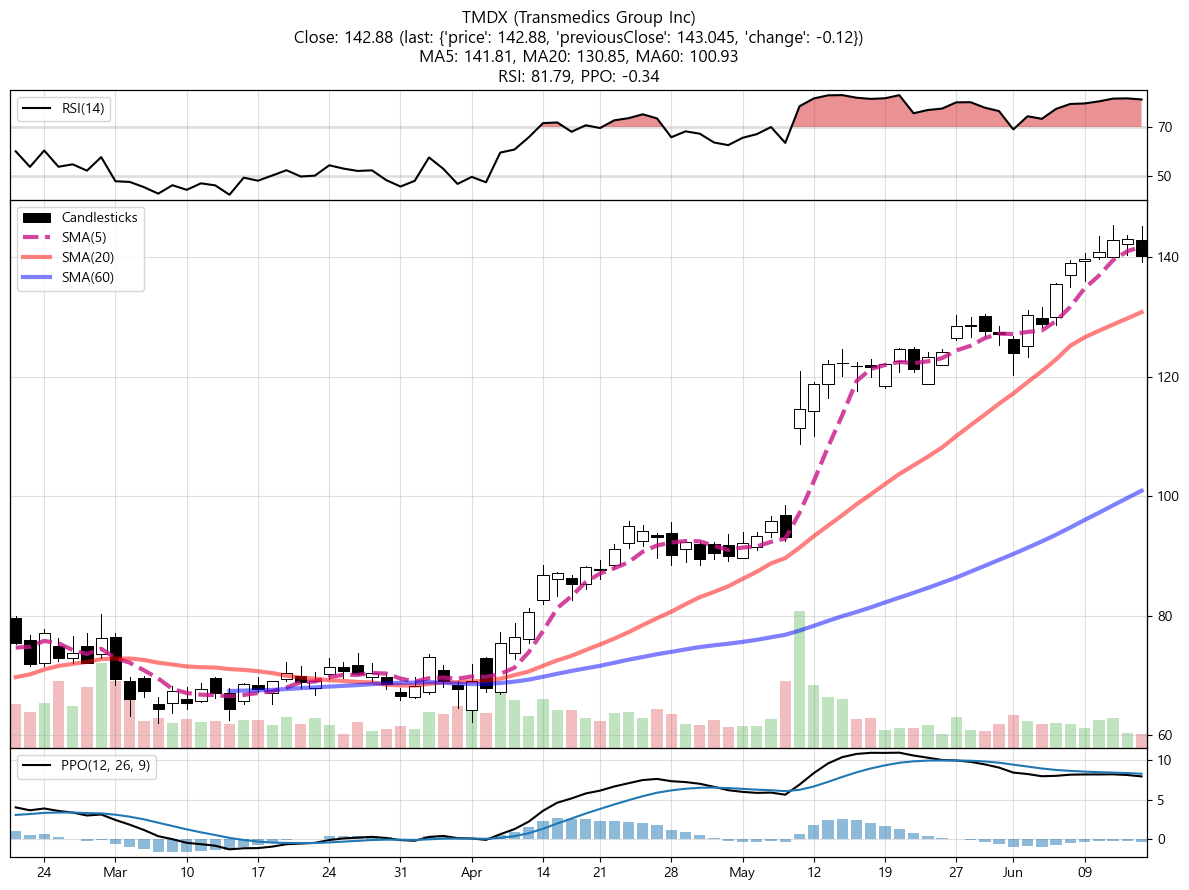 TMDX (Transmedics Group Inc)
Close: 142.88 (last: {'price': 142.88, 'previousClose': 143.045, 'change': -0.12})
MA5: 141.81, MA20: 130.85, MA60: 100.93
RSI: 81.79, PPO: -0.34
RSI(14)
70
50
Candlesticks
SMA(5)
SMA(20)
SMA(60)
140
120
100
80
60
PPO(12, 26, 9)
10
5
0
24 Mar 10 17 24 31 Apr 14 21 28 May 12 19 27 Jun 09